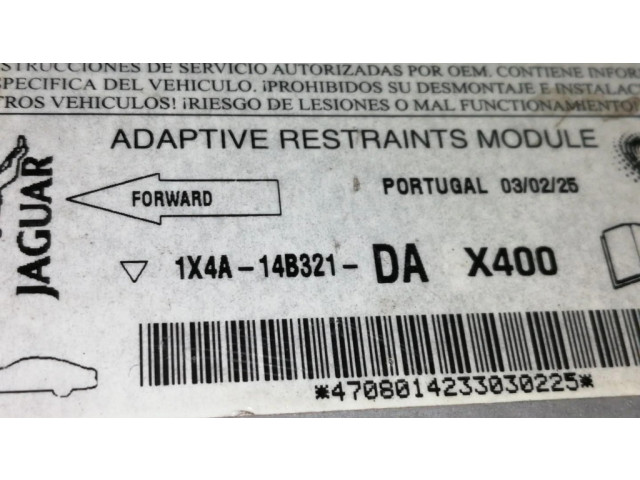 STRUCCIONES DE SERVICIO AUTORIZADAS POR OEM. CONTIENE INFOR
SPECIFICA DEL VEHICULO. ¡PROHIBIDOS SU DESMONTAJE E INSTALAC
TROS VEHICULOS! ¡RIESGO DE LESIONES O MAL FUNCIONAMIENTO!
ADAPTIVE RESTRAINTS MODULE
JAGUAR
FORWARD
PORTUGAL 03/02/25
1X4A-14B321-DA X400
*4708014233030225*